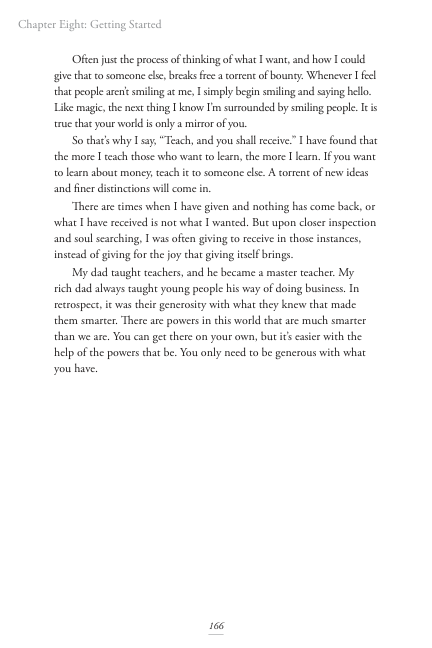 Chapter Eight: Getting Started
Often just the process of thinking of what I want, and how I could
give that to someone else, breaks free a torrent of bounty. Whenever I feel
that people aren’t smiling at me, I simply begin smiling and saying hello.
Like magic, the next thing I know I’m surrounded by smiling people. It is
true that your world is only a mirror of you.
So that’s why I say, “Teach, and you shall receive.” I have found that
the more I teach those who want to learn, the more I learn. If you want
to learn about money, teach it to someone else. A torrent of new ideas
and finer distinctions will come in.
There are times when I have given and nothing has come back, or
what I have received is not what I wanted. But upon closer inspection
and soul searching, I was often giving to receive in those instances,
instead of giving for the joy that giving itself brings.
My dad taught teachers, and he became a master teacher. My
rich dad always taught young people his way of doing business. In
retrospect, it was their generosity with what they knew that made
them smarter. There are powers in this world that are much smarter
than we are. You can get there on your own, but it’s easier with the
help of the powers that be. You only need to be generous with what
you have.
166